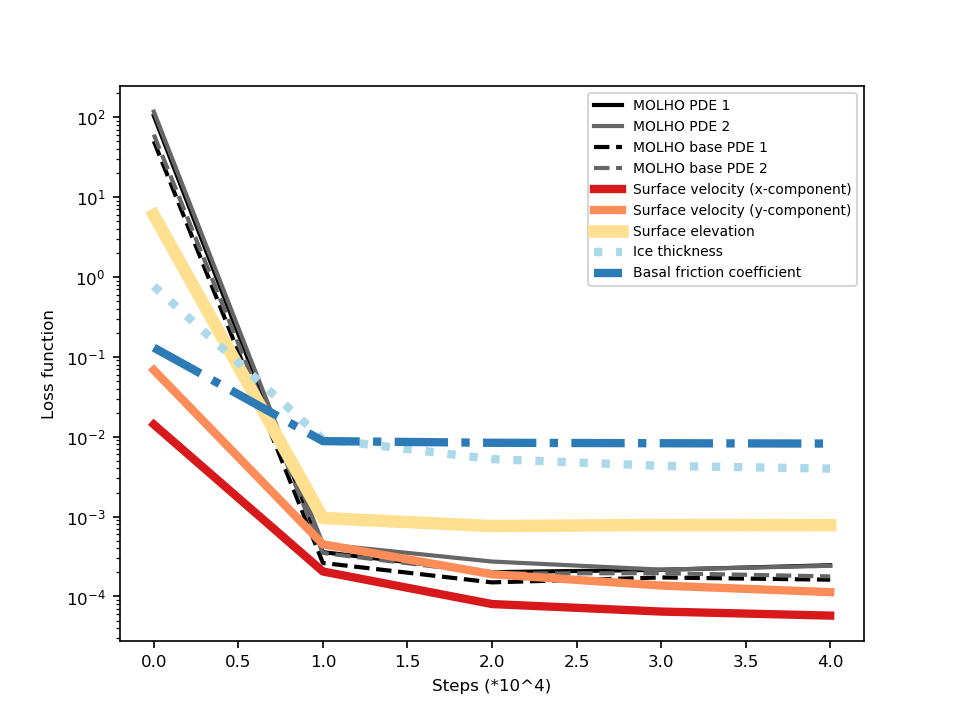 MOLHO PDE 1
MOLHO PDE 2
MOLHO base PDE 1
MOLHO base PDE 2
Surface velocity (x-component)
Surface velocity (y-component)
Surface elevation
Ice thickness
Basal friction coefficient
Loss function
10^2
10^1
10^0
10^−1
10^−2
10^−3
10^−4
0.0 0.5 1.0 1.5 2.0 2.5 3.0 3.5 4.0
Steps (*10^4)